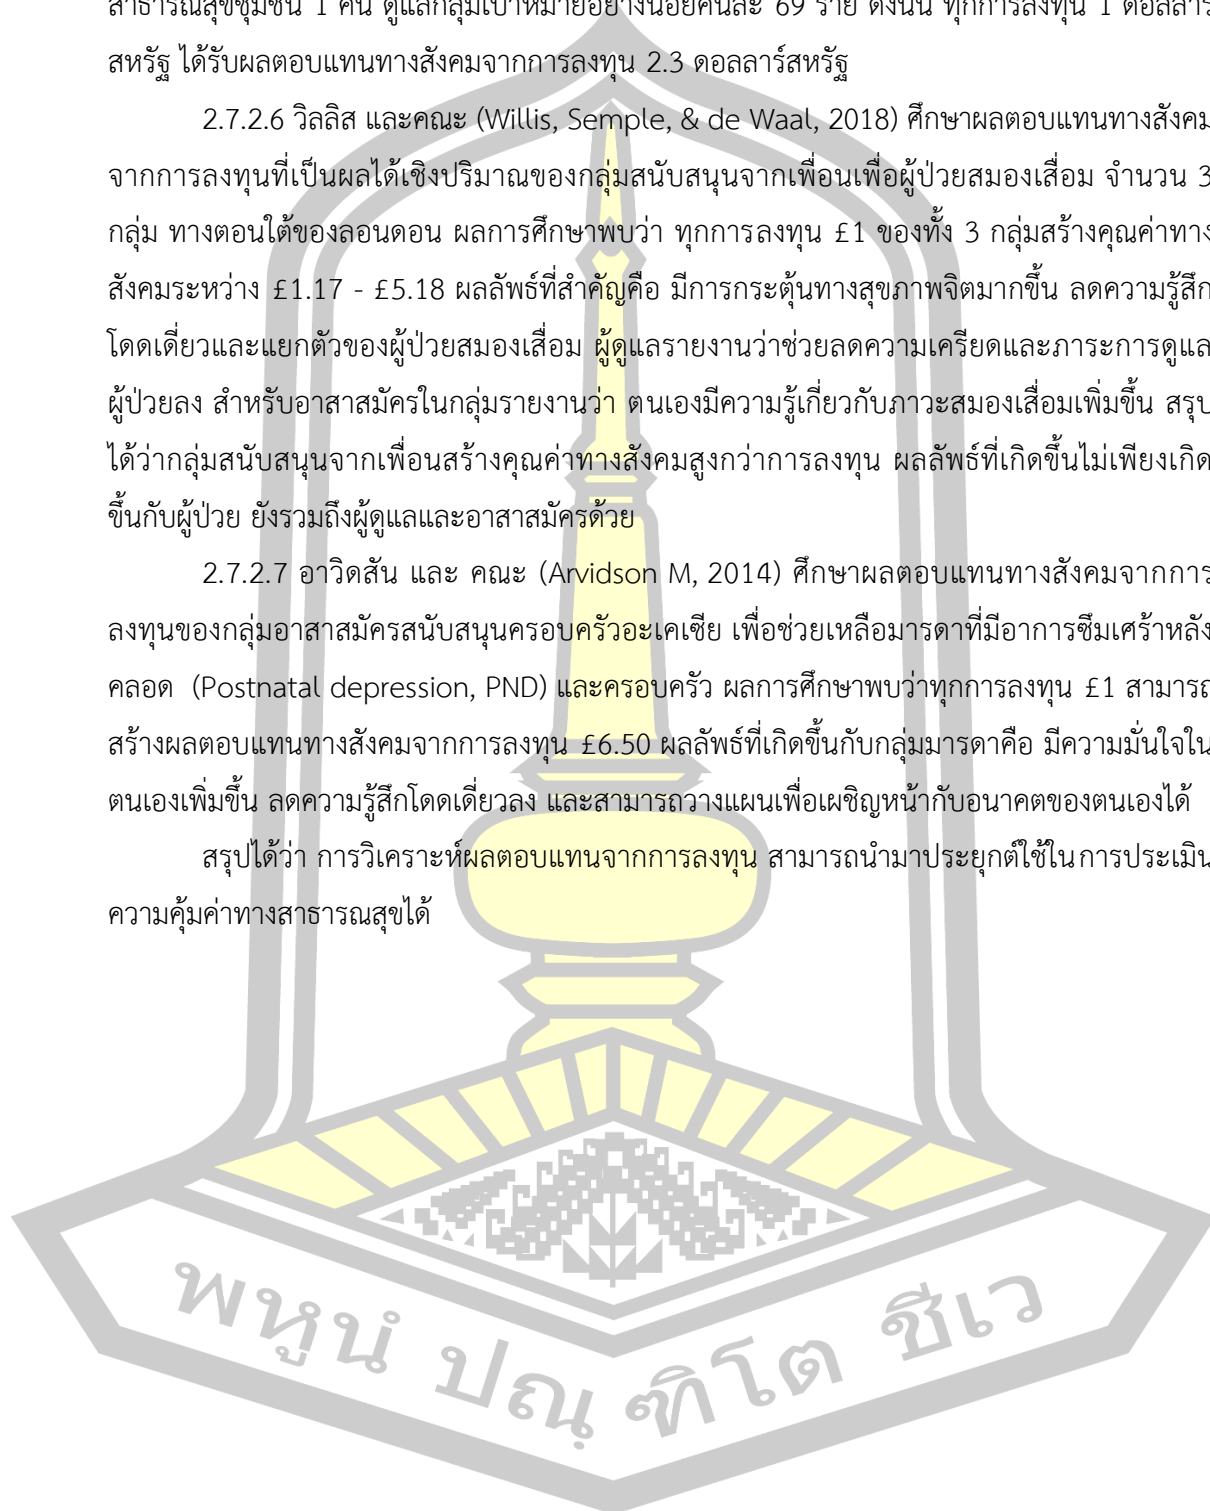 สาธารณสุขชุมชน 1 คน ดูแลกลุ่มเป้าหมายอย่างน้อยคนละ 69 ราย ดังนั้น ทุกการลงทุน 1 ดอลลาร์
สหรัฐ ได้รับผลตอบแทนทางสังคมจากการลงทุน 2.3 ดอลลาร์สหรัฐ
2.7.2.6 วิลลิส และคณะ (Willis, Semple, & de Waal, 2018) ศึกษาผลตอบแทนทางสังคม
จากการลงทุนที่เป็นผลได้เชิงปริมาณของกลุ่มสนับสนุนจากเพื่อนเพื่อผู้ป่วยสมองเสื่อม จำนวน 3
กลุ่ม ทางตอนใต้ของลอนดอน ผลการศึกษาพบว่า ทุกการลงทุน £1 ของทั้ง 3 กลุ่มสร้างคุณค่าทาง
สังคมระหว่าง £1.17 - £5.18 ผลลัพธ์ที่สำคัญคือ มีการกระตุ้นทางสุขภาพจิตมากขึ้น ลดความรู้สึก
โดดเดี่ยวและแยกตัวของผู้ป่วยสมองเสื่อม ผู้ดูแลรายงานว่าช่วยลดความเครียดและภาระการดูแล
ผู้ป่วยลง สำหรับอาสาสมัครในกลุ่มรายงานว่า ตนเองมีความรู้เกี่ยวกับภาวะสมองเสื่อมเพิ่มขึ้น สรุป
ได้ว่ากลุ่มสนับสนุนจากเพื่อนสร้างคุณค่าทางสังคมสูงกว่าการลงทุน ผลลัพธ์ที่เกิดขึ้นไม่เพียงเกิด
ขึ้นกับผู้ป่วย ยังรวมถึงผู้ดูแลและอาสาสมัครด้วย
2.7.2.7 อาวิดสัน และ คณะ (Arvidson M, 2014) ศึกษาผลตอบแทนทางสังคมจากการ
ลงทุนของกลุ่มอาสาสมัครสนับสนุนครอบครัวอะเคเซีย เพื่อช่วยเหลือมารดาที่มีอาการซึมเศร้าหลัง
คลอด (Postnatal depression, PND) และครอบครัว ผลการศึกษาพบว่าทุกการลงทุน £1 สามารถ
สร้างผลตอบแทนทางสังคมจากการลงทุน £6.50 ผลลัพธ์ที่เกิดขึ้นกับกลุ่มมารดาคือ มีความมั่นใจใน
ตนเองเพิ่มขึ้น ลดความรู้สึกโดดเดี่ยวลง และสามารถวางแผนเพื่อเผชิญหน้ากับอนาคตของตนเองได้
สรุปได้ว่า การวิเคราะห์ผลตอบแทนจากการลงทุน สามารถนำมาประยุกต์ใช้ในการประเมิน
ความคุ้มค่าทางสาธารณสุขได้
พหูนํ ปณฺฑิโต ชีเว